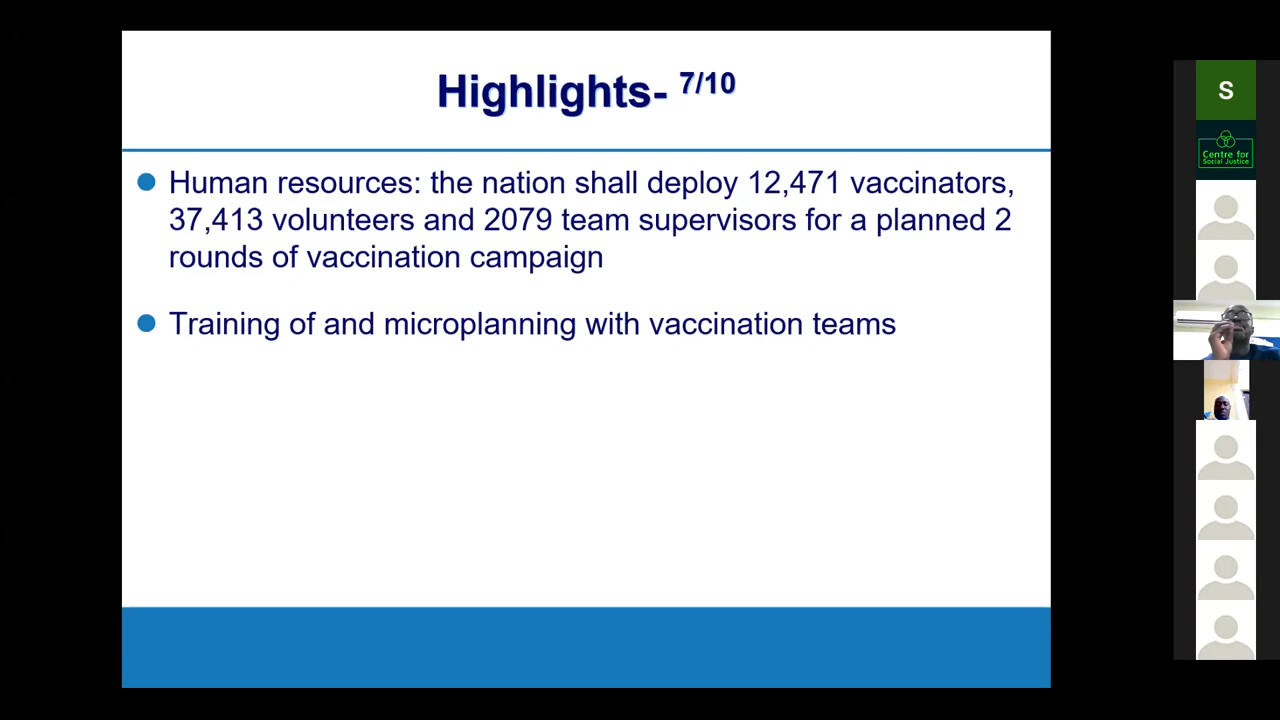 Highlights- 7/10
Human resources: the nation shall deploy 12,471 vaccinators,
37,413 volunteers and 2079 team supervisors for a planned 2
rounds of vaccination campaign
Training of and microplanning with vaccination teams
S
Centre for
Social Justice